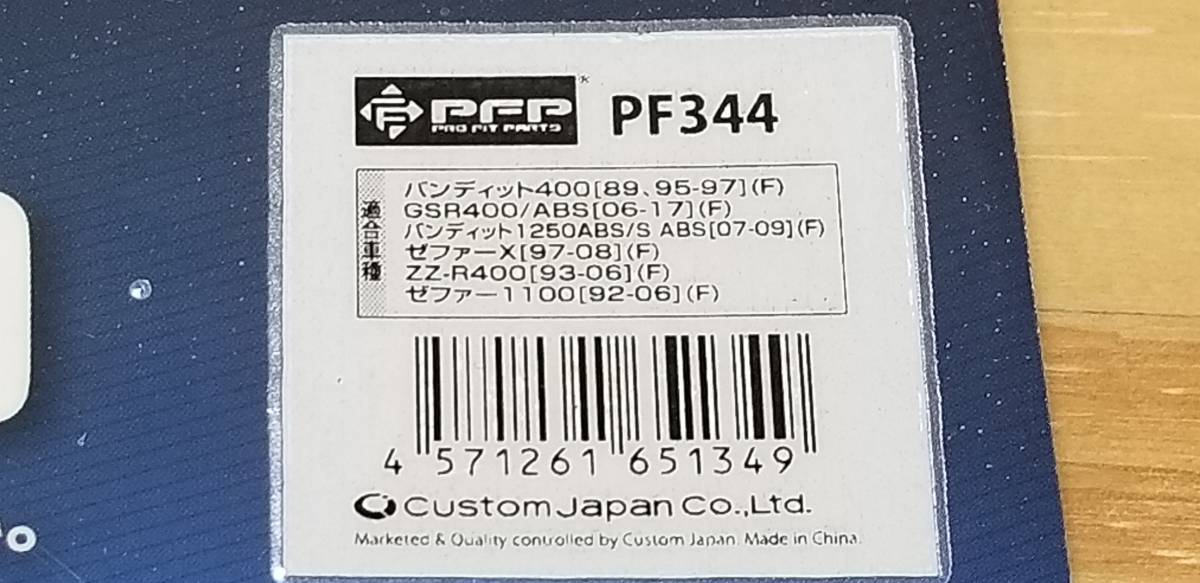 PFP
PRO FIT PARTS
PF344
適合車種
バンディット400[89、95-97](F)
GSR400/ABS[06-17](F)
バンディット1250ABS/S ABS[07-09](F)
ゼファーX[97-08](F)
ZZ-R400[93-06](F)
ゼファー1100[92-06](F)
4 571261 651349
Custom Japan Co.,Ltd.
Marketed & Quality controlled by Custom Japan. Made in China.